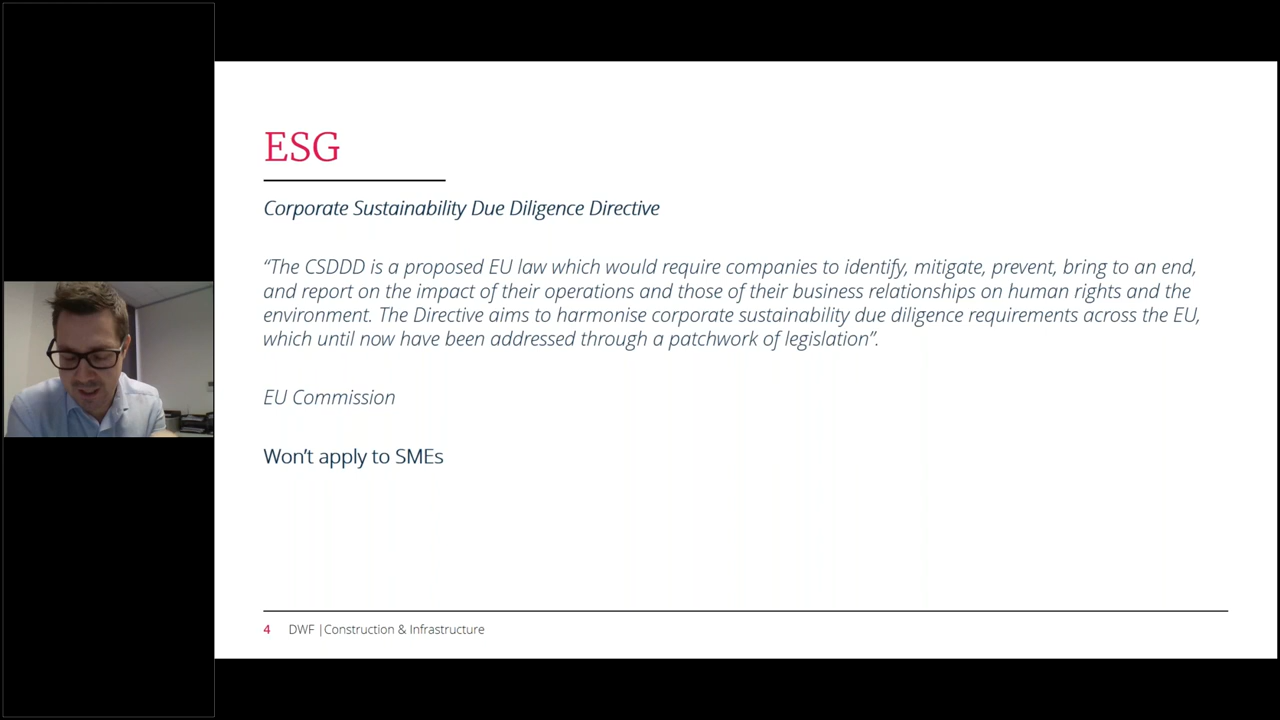 ESG
Corporate Sustainability Due Diligence Directive
“The CSDDD is a proposed EU law which would require companies to identify, mitigate, prevent, bring to an end,
and report on the impact of their operations and those of their business relationships on human rights and the
environment. The Directive aims to harmonise corporate sustainability due diligence requirements across the EU,
which until now have been addressed through a patchwork of legislation”.
EU Commission
Won’t apply to SMEs
4 DWF |Construction & Infrastructure